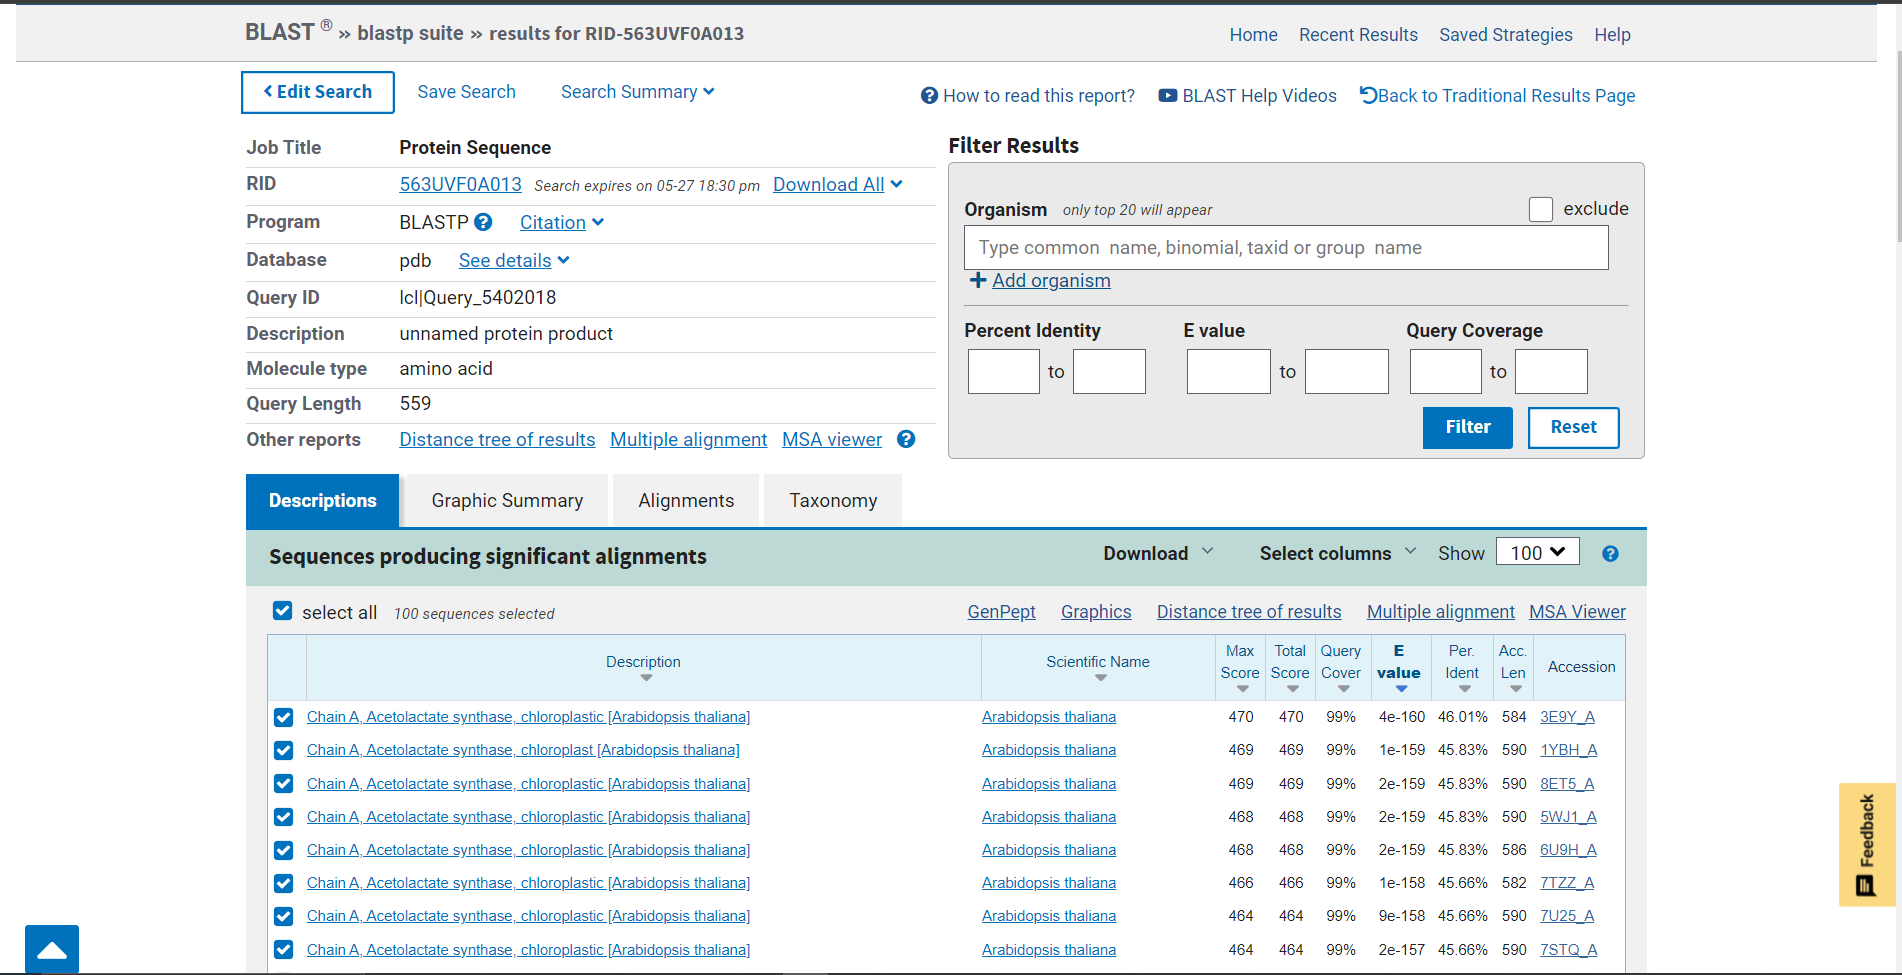 BLAST ® » blastp suite » results for RID-563UVF0A013
Home Recent Results Saved Strategies Help
Edit Search Save Search Search Summary
How to read this report? BLAST Help Videos Back to Traditional Results Page
Job Title Protein Sequence
RID 563UVF0A013 Search expires on 05-27 18:30 pm Download All
Program BLASTP Citation
Database pdb See details
Query ID lcl|Query_5402018
Description unnamed protein product
Molecule type amino acid
Query Length 559
Other reports Distance tree of results Multiple alignment MSA viewer
Filter Results
Organism only top 20 will appear exclude
Type common name, binomial, taxid or group name
Add organism
Percent Identity E value Query Coverage
to to to
Filter Reset
Descriptions Graphic Summary Alignments Taxonomy
Sequences producing significant alignments Download Select columns Show 100
select all 100 sequences selected GenPept Graphics Distance tree of results Multiple alignment MSA Viewer
Description Scientific Name Max Score Total Score Query Cover E value Per. Ident Acc. Len Accession
Chain A, Acetolactate synthase, chloroplastic [Arabidopsis thaliana] Arabidopsis thaliana 470 470 99% 4e-160 46.01% 584 3E9Y_A
Chain A, Acetolactate synthase, chloroplast [Arabidopsis thaliana] Arabidopsis thaliana 469 469 99% 1e-159 45.83% 590 1YBH_A
Chain A, Acetolactate synthase, chloroplastic [Arabidopsis thaliana] Arabidopsis thaliana 469 469 99% 2e-159 45.83% 590 8ET5_A
Chain A, Acetolactate synthase, chloroplastic [Arabidopsis thaliana] Arabidopsis thaliana 468 468 99% 2e-159 45.83% 590 5WJ1_A
Chain A, Acetolactate synthase, chloroplastic [Arabidopsis thaliana] Arabidopsis thaliana 468 468 99% 2e-159 45.83% 586 6U9H_A
Chain A, Acetolactate synthase, chloroplastic [Arabidopsis thaliana] Arabidopsis thaliana 466 466 99% 1e-158 45.66% 582 7TZZ_A
Chain A, Acetolactate synthase, chloroplastic [Arabidopsis thaliana] Arabidopsis thaliana 464 464 99% 9e-158 45.66% 590 7U25_A
Chain A, Acetolactate synthase, chloroplastic [Arabidopsis thaliana] Arabidopsis thaliana 464 464 99% 2e-157 45.66% 590 7STQ_A
Feedback